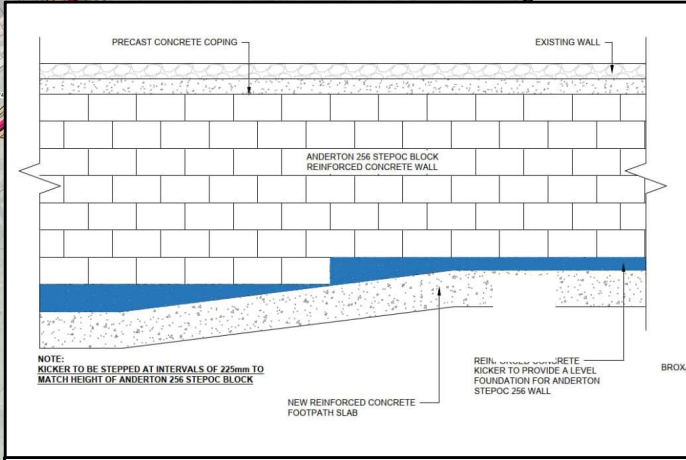 PRECAST CONCRETE COPING
EXISTING WALL
ANDERTON 256 STEPOC BLOCK
REINFORCED CONCRETE WALL
NOTE:
KICKER TO BE STEPPED AT INTERVALS OF 225mm TO
MATCH HEIGHT OF ANDERTON 256 STEPOC BLOCK
NEW REINFORCED CONCRETE
FOOTPATH SLAB
REINFORCED CONCRETE
KICKER TO PROVIDE A LEVEL
FOUNDATION FOR ANDERTON
STEPOC 256 WALL